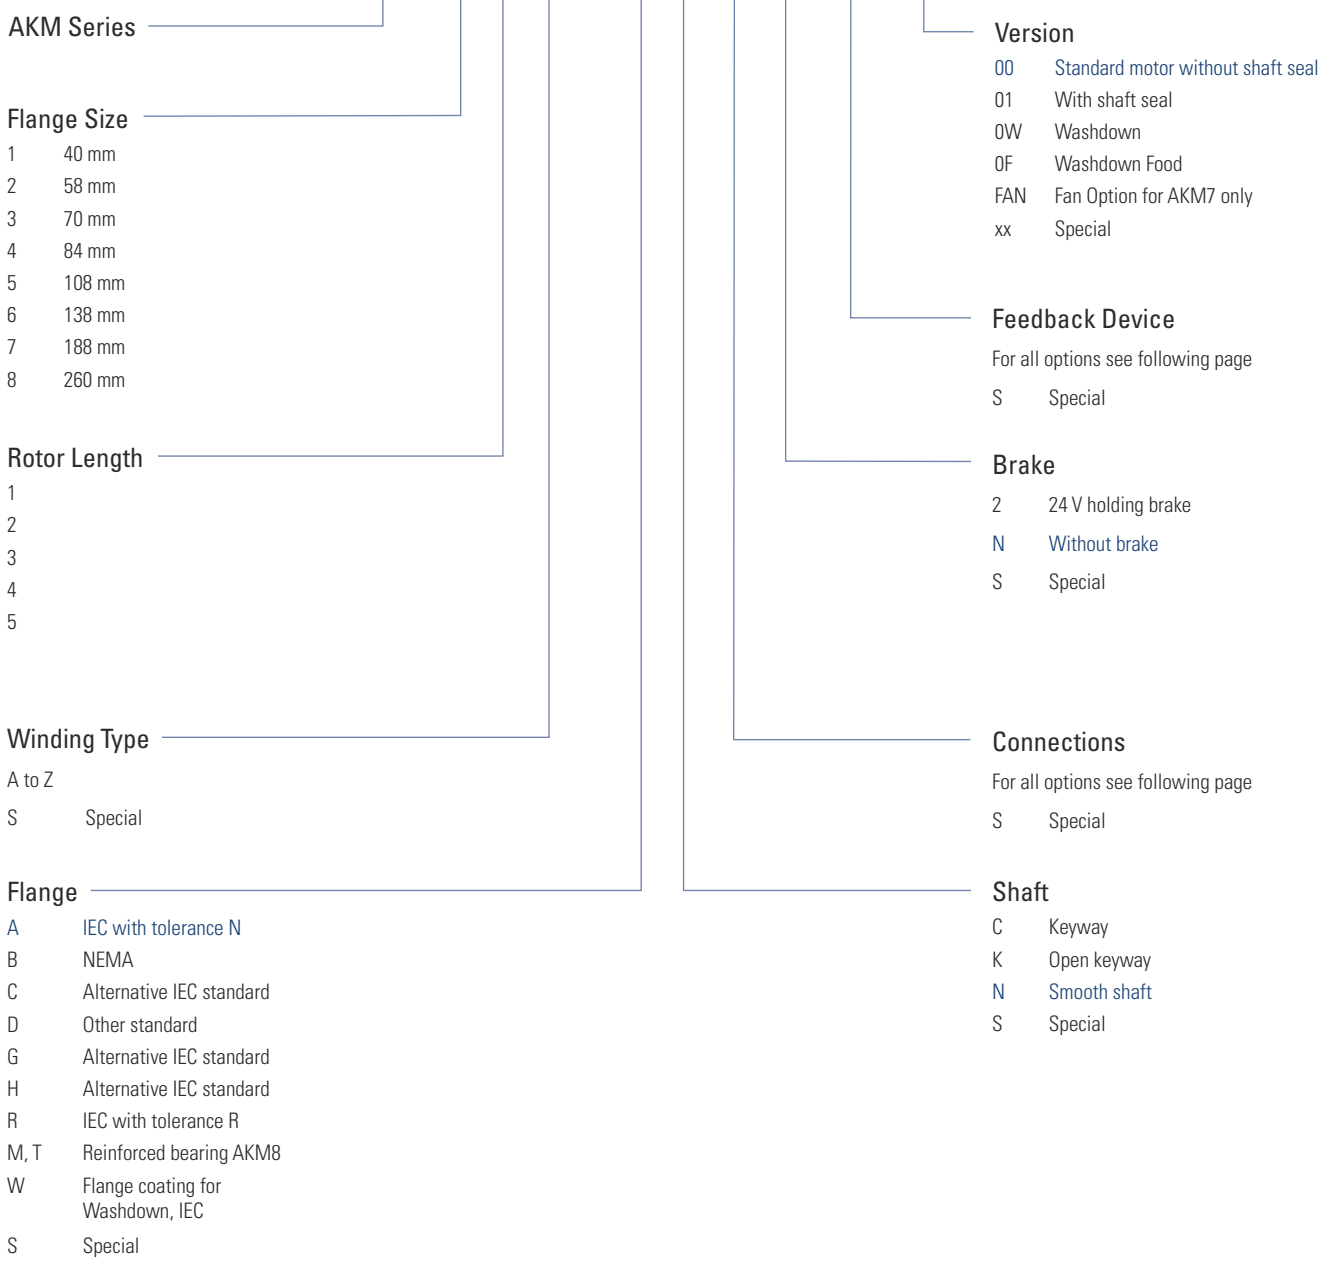 AKM Series
Flange Size
1 40 mm
2 58 mm
3 70 mm
4 84 mm
5 108 mm
6 138 mm
7 188 mm
8 260 mm
Rotor Length
1
2
3
4
5
Winding Type
A to Z
S Special
Flange
A IEC with tolerance N
B NEMA
C Alternative IEC standard
D Other standard
G Alternative IEC standard
H Alternative IEC standard
R IEC with tolerance R
M, T Reinforced bearing AKM8
W Flange coating for
Washdown, IEC
S Special
Version
00 Standard motor without shaft seal
01 With shaft seal
0W Washdown
0F Washdown Food
FAN Fan Option for AKM7 only
xx Special
Feedback Device
For all options see following page
S Special
Brake
2 24 V holding brake
N Without brake
S Special
Connections
For all options see following page
S Special
Shaft
C Keyway
K Open keyway
N Smooth shaft
S Special